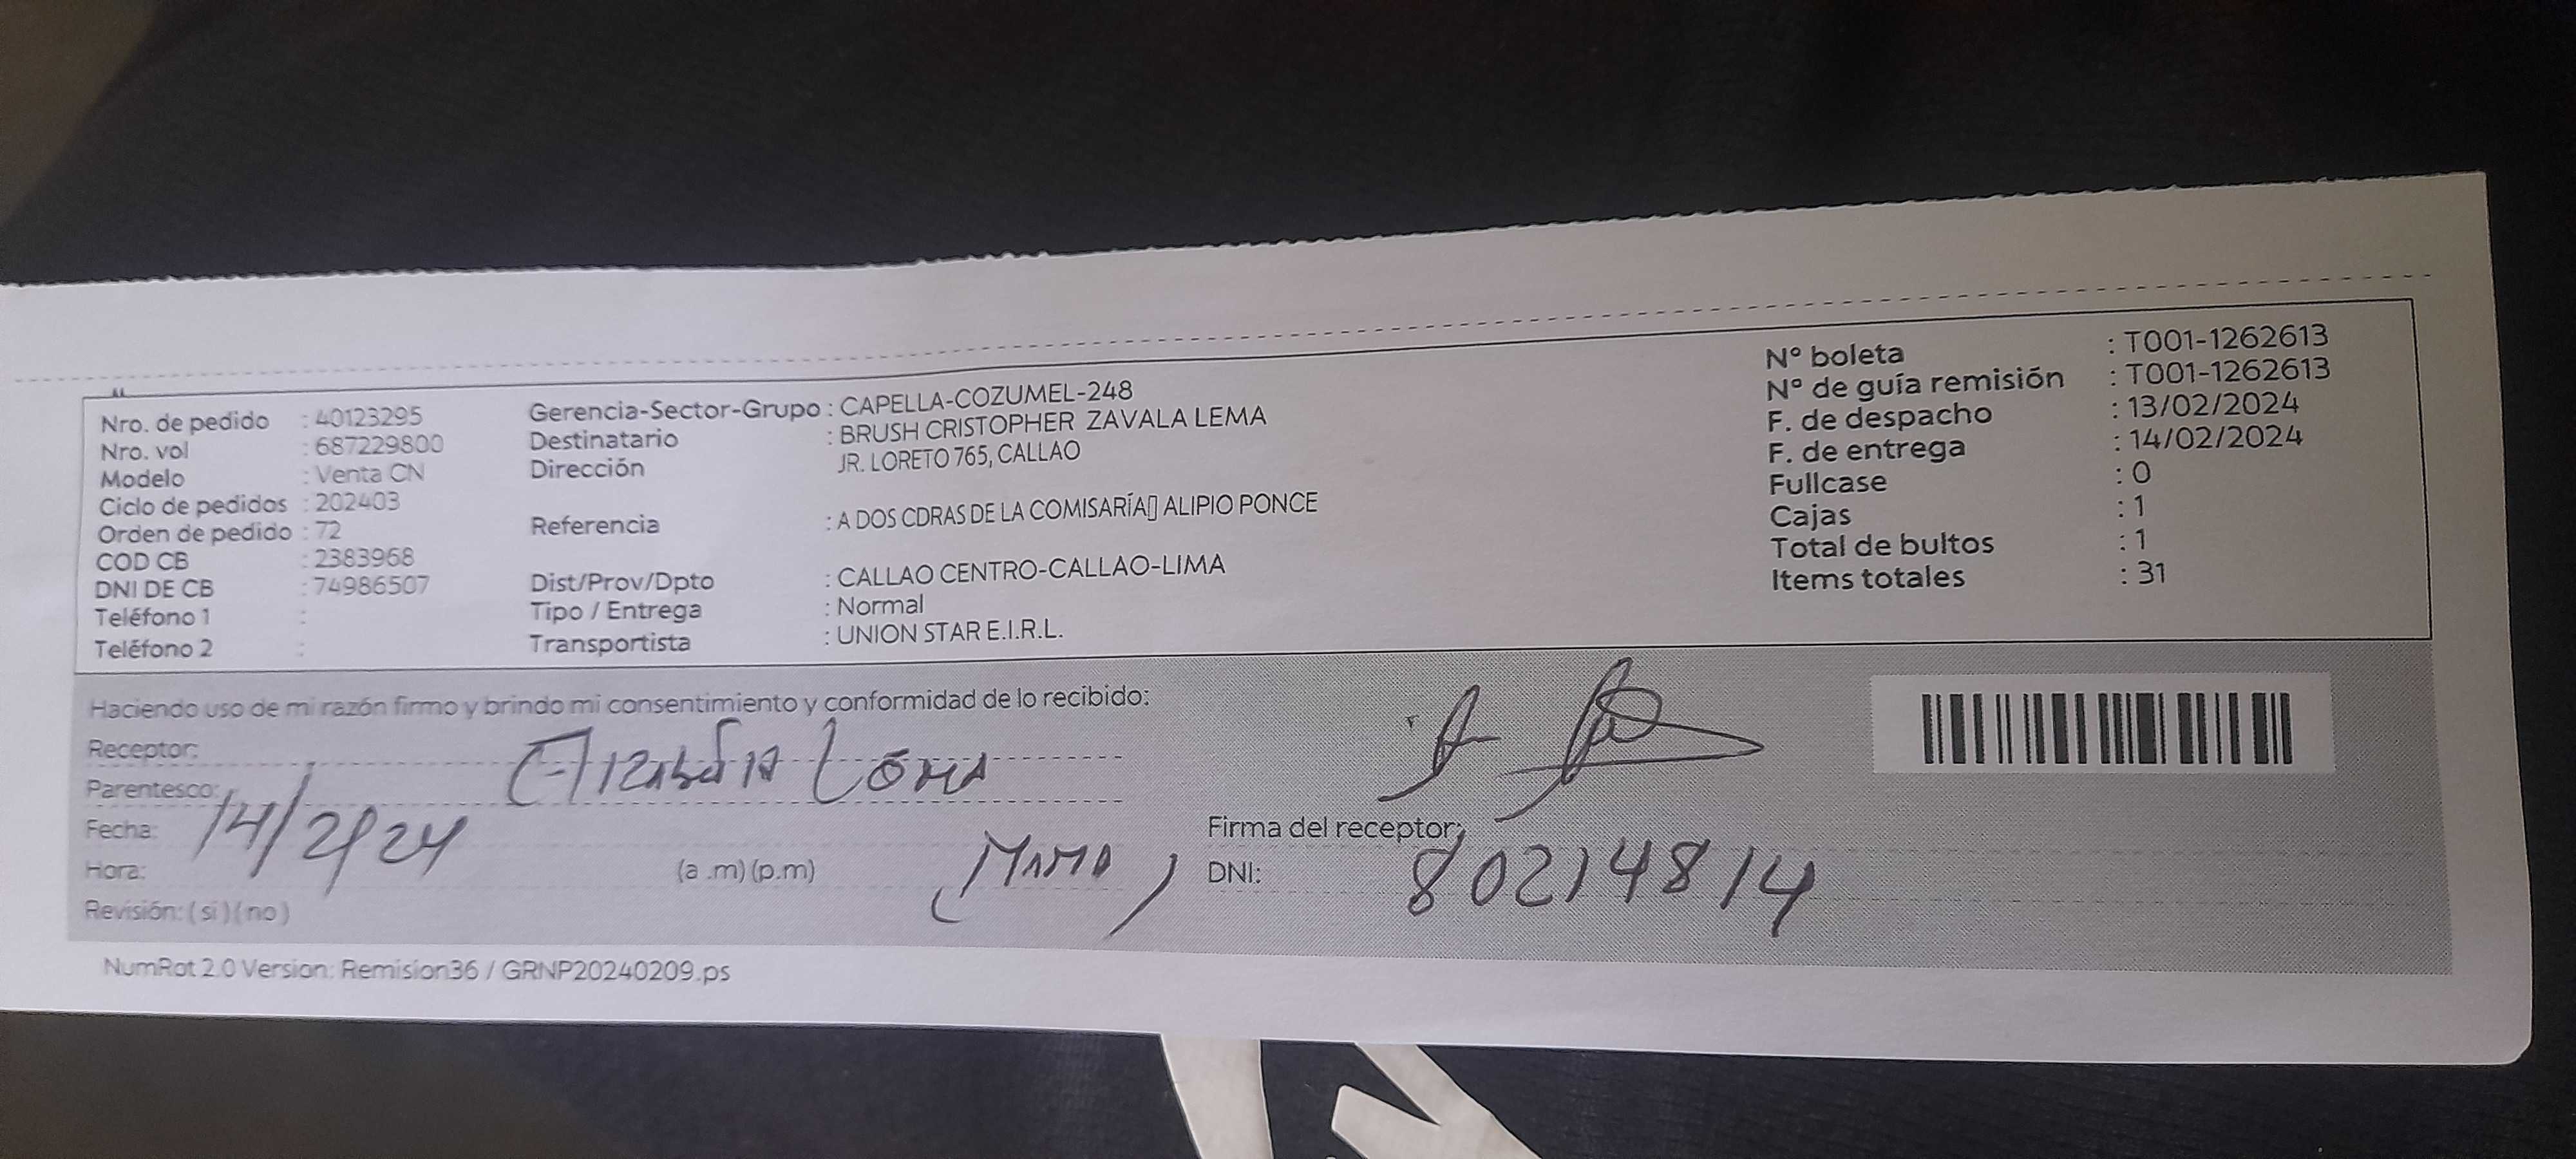 Nro. de pedido : 40123295
Nro. vol : 687229800
Modelo : Venta CN
Ciclo de pedidos : 202403
Orden de pedido : 72
COD CB : 2383968
DNI DE CB : 74986507
Teléfono 1 :
Teléfono 2 :
Gerencia-Sector-Grupo : CAPELLA-COZUMEL-248
Destinatario : BRUSH CRISTOPHER ZAVALA LEMA
Dirección JR. LORETO 765, CALLAO
Referencia : A DOS CDRAS DE LA COMISARÍA▯ ALIPIO PONCE
Dist/Prov/Dpto : CALLAO CENTRO-CALLAO-LIMA
Tipo / Entrega : Normal
Transportista : UNION STAR E.I.R.L.
N° boleta : T001-1262613
N° de guía remisión : T001-1262613
F. de despacho : 13/02/2024
F. de entrega : 14/02/2024
Fullcase : 0
Cajas : 1
Total de bultos : 1
Items totales : 31
Haciendo uso de mi razón firmo y brindo mi consentimiento y conformidad de lo recibido:
Receptor:
Parentesco:
Fecha: 14/2/24
Hora: (a .m) (p.m) (MAMA)
Revisión: ( si ) ( no )
Firma del receptor:
DNI: 80214814
NumRot 2.0 Version: Remision36 / GRNP20240209.ps